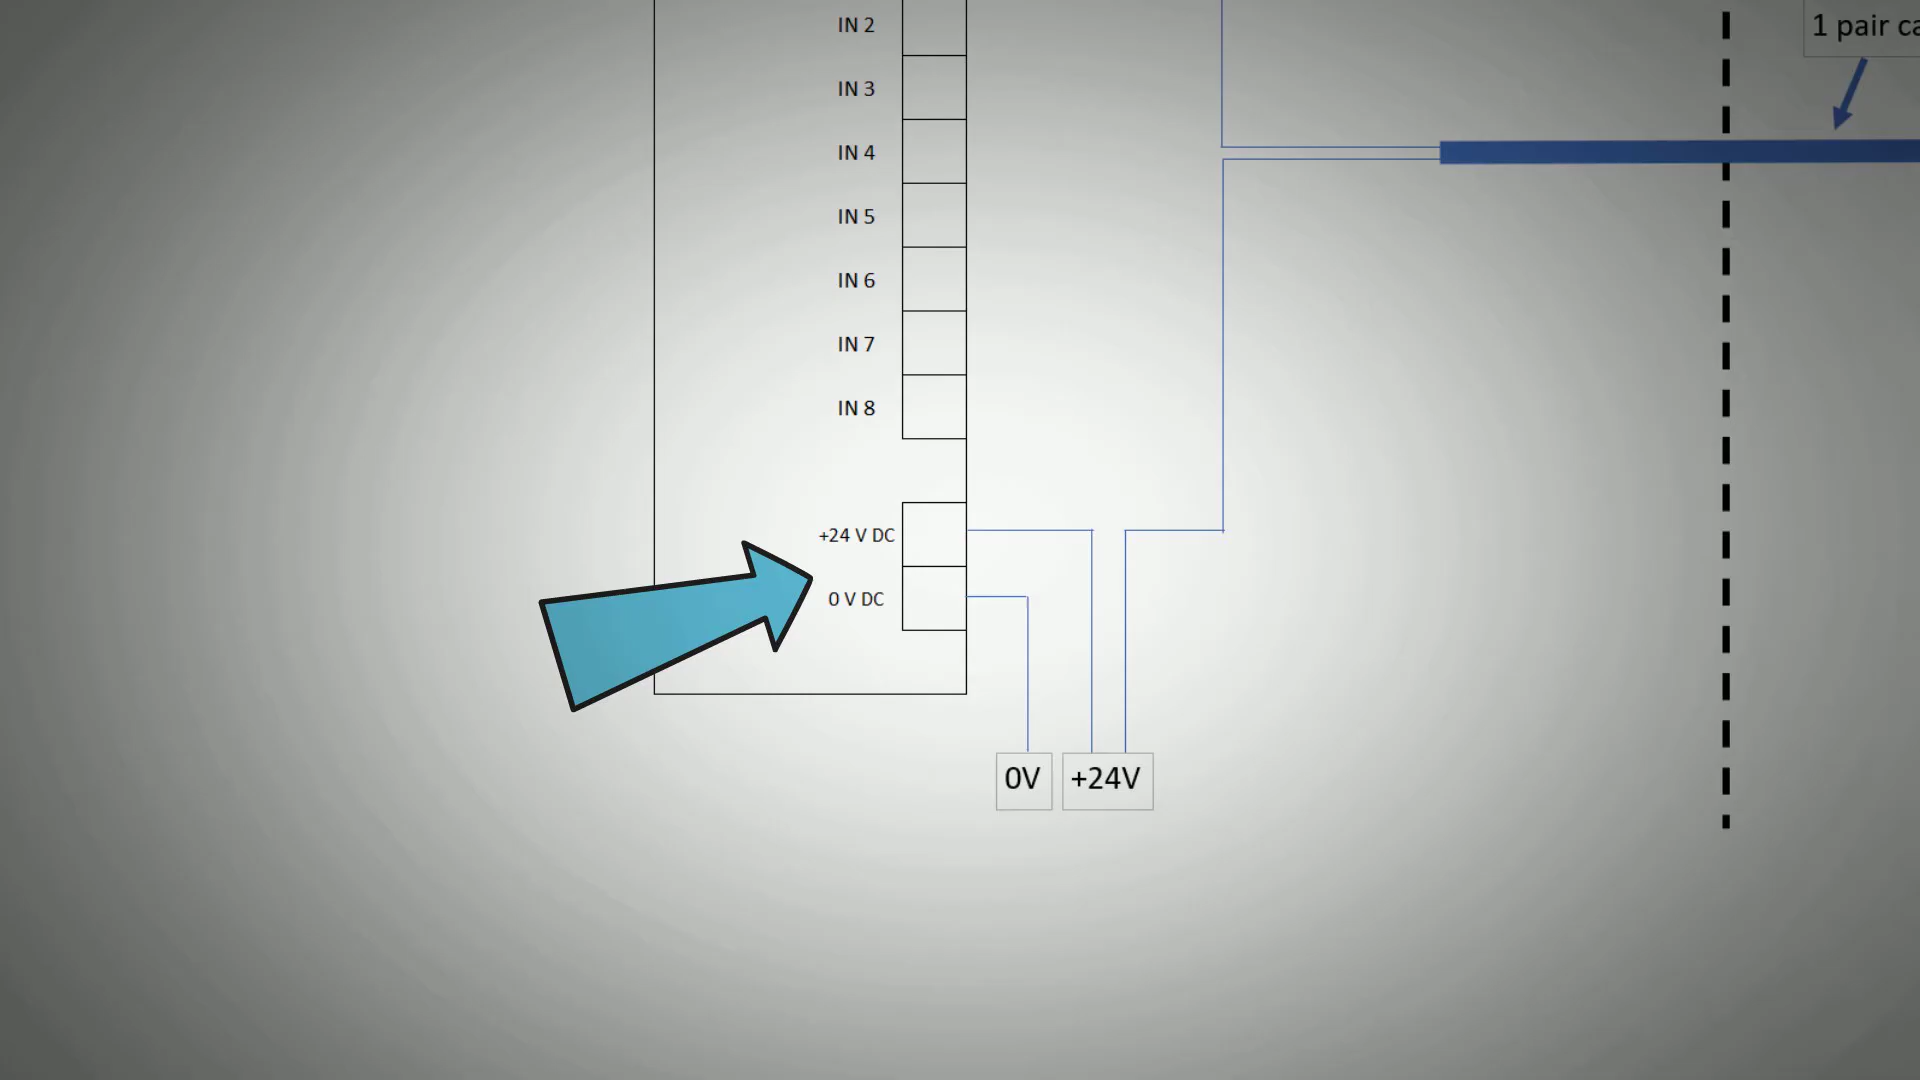 IN 2
1 pair
IN 3
IN 4
IN 5
IN 6
IN 7
IN 8
+24 V DC
0 V DC
0V
+24V